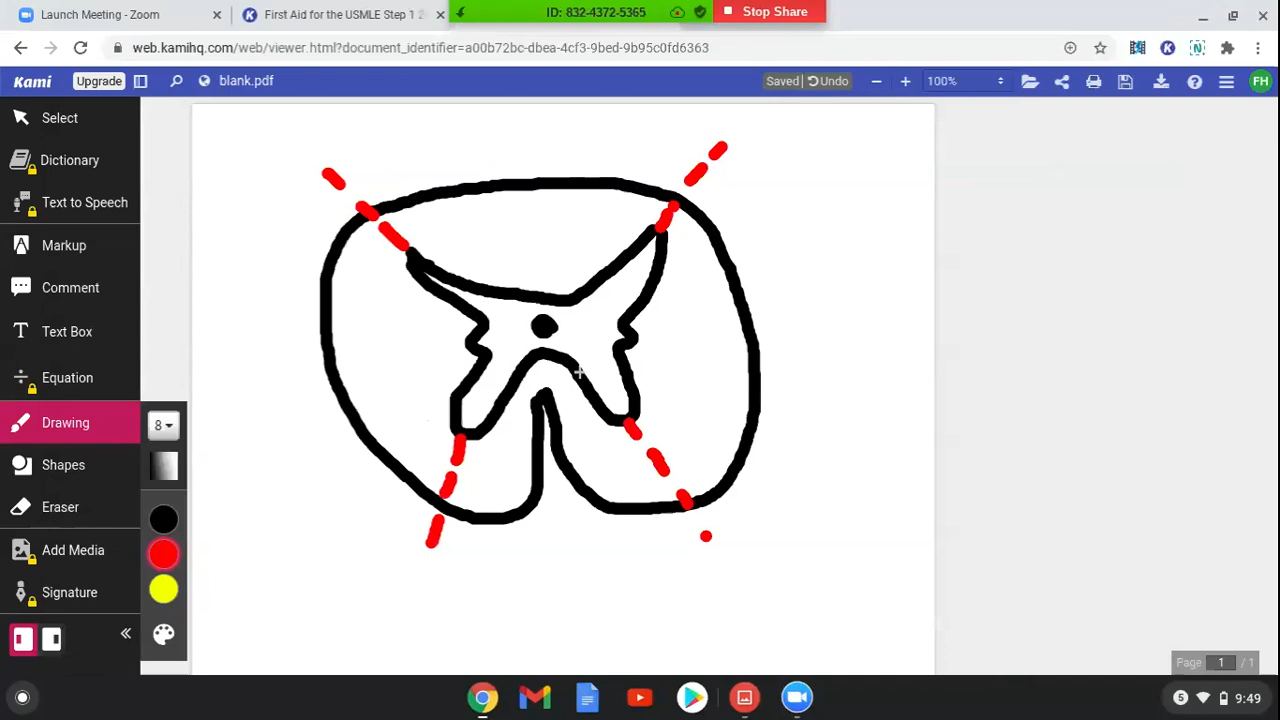 Launch Meeting - Zoom × First Aid for the USMLE Step 1 2 × ID: 832-4372-5365 Stop Share
web.kamihq.com/web/viewer.html?document_identifier=a00b72bc-dbea-4cf3-9bed-9b95c0fd6363
Kami Upgrade blank.pdf Saved Undo 100% FH
Select
Dictionary
Text to Speech
Markup
Comment
Text Box
Equation
Drawing
8
Shapes
Eraser
Add Media
Signature
Page 1 / 1
5 9:49